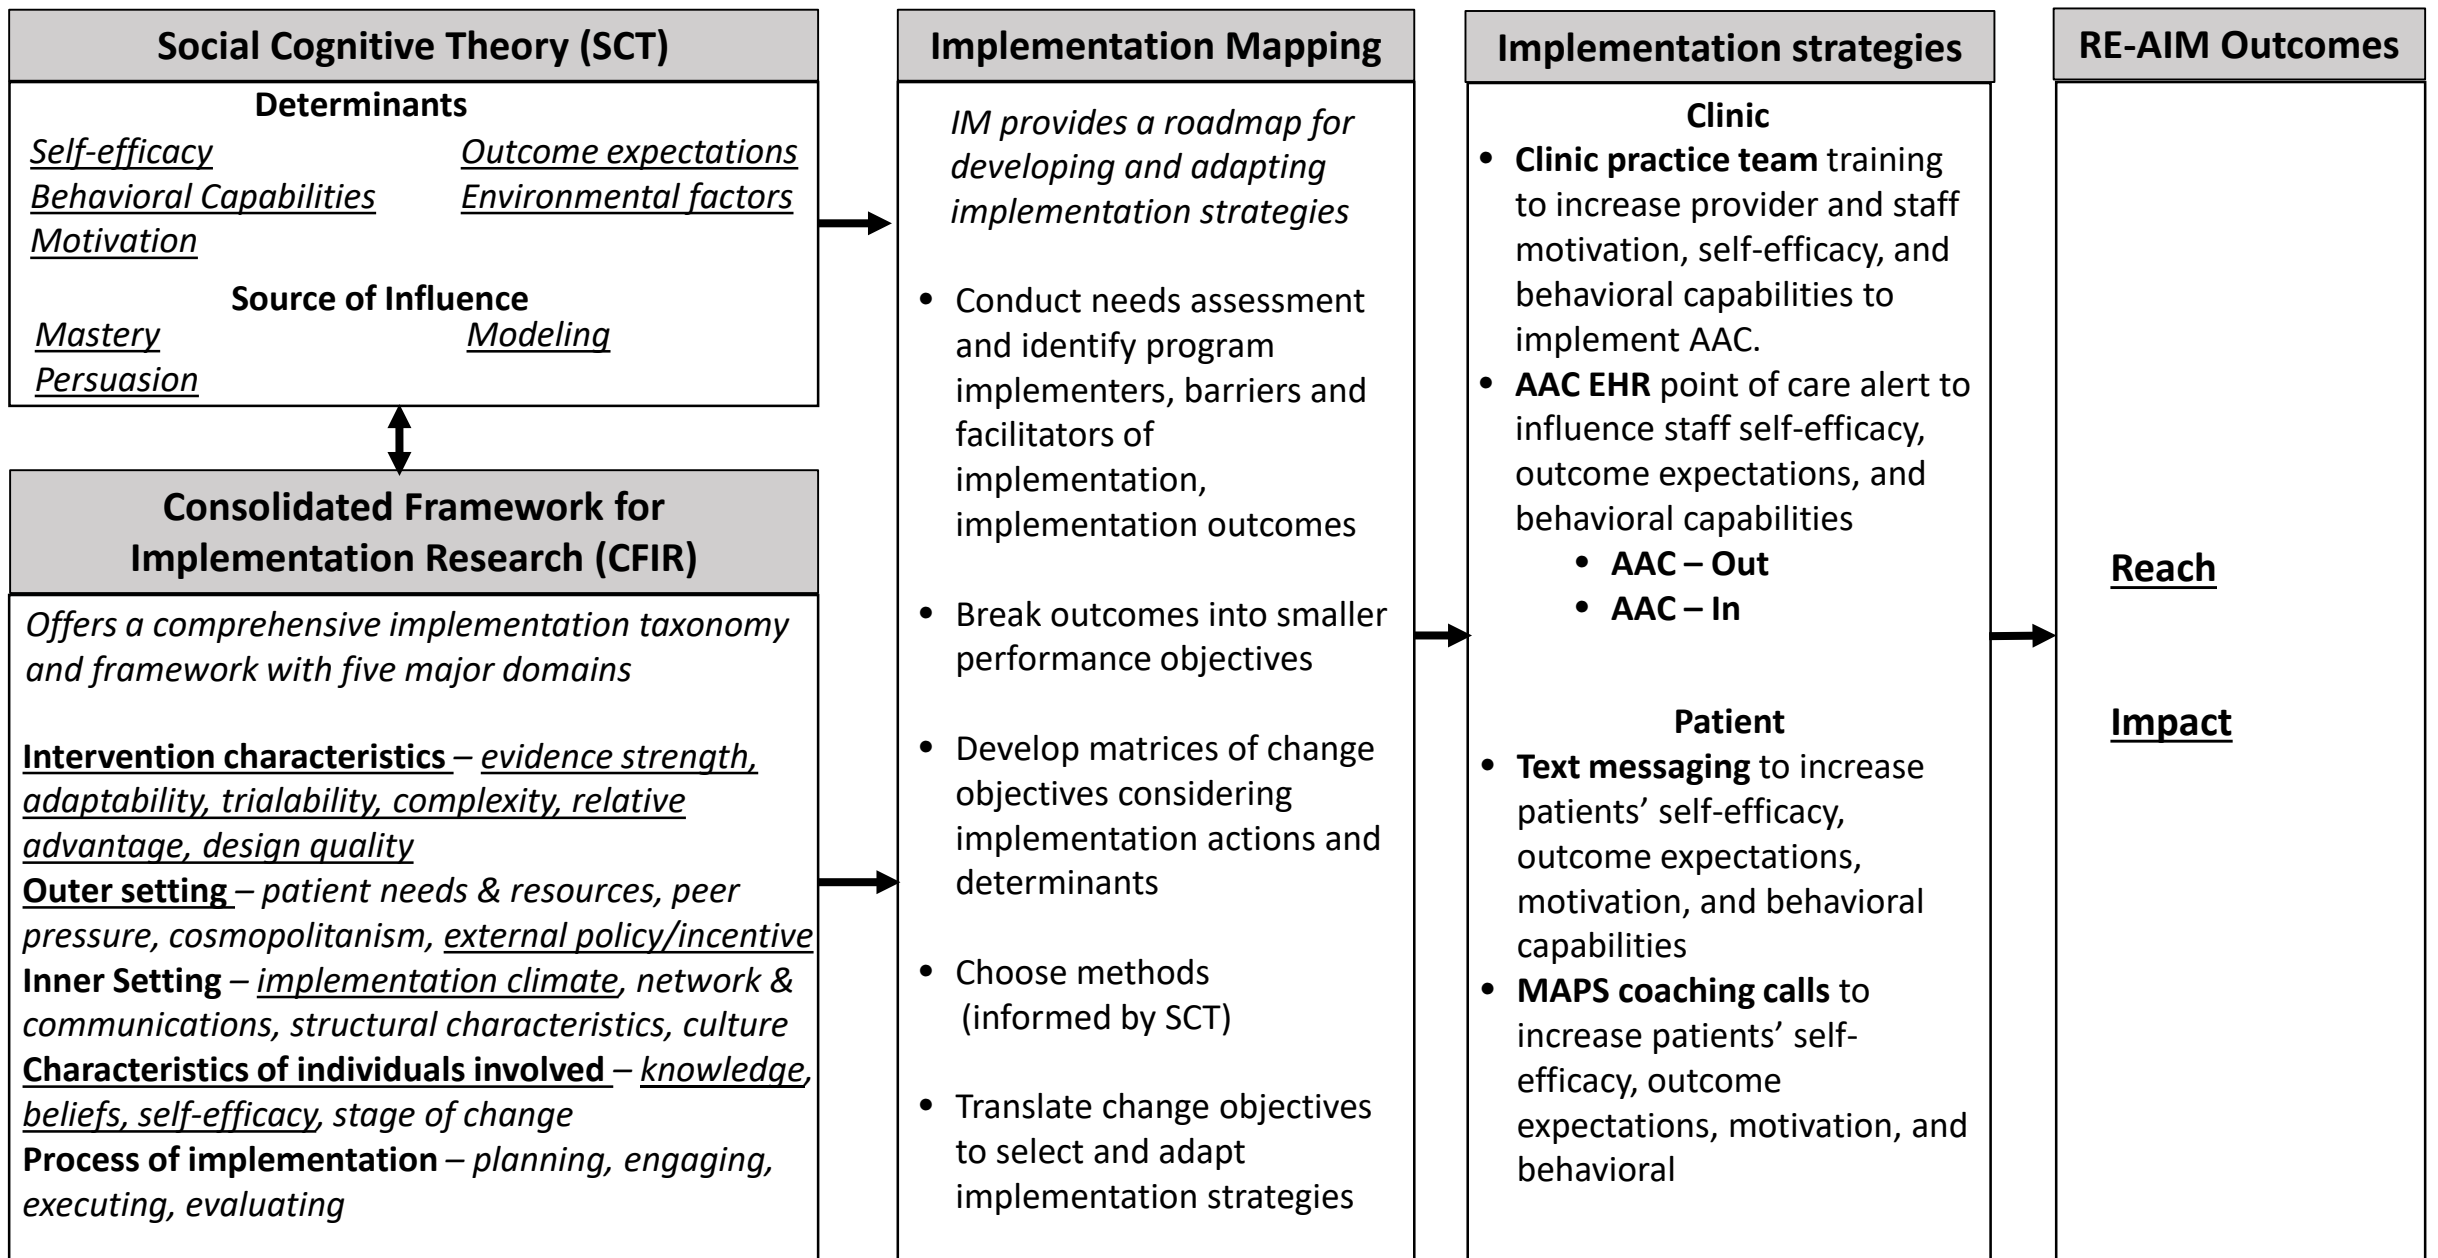 Social Cognitive Theory (SCT)
Determinants
Self-efficacy
Outcome expectations
Behavioral Capabilities
Environmental factors
Motivation
Source of Influence
Mastery
Modeling
Persuasion
Consolidated Framework for
Implementation Research (CFIR)
Offers a comprehensive implementation taxonomy
and framework with five major domains
Intervention characteristics – evidence strength,
adaptability, trialability, complexity, relative
advantage, design quality
Outer setting – patient needs & resources, peer
pressure, cosmopolitanism, external policy/incentive
Inner Setting – implementation climate, network &
communications, structural characteristics, culture
Characteristics of individuals involved – knowledge,
beliefs, self-efficacy, stage of change
Process of implementation – planning, engaging,
executing, evaluating
Implementation Mapping
IM provides a roadmap for
developing and adapting
implementation strategies
• Conduct needs assessment
and identify program
implementers, barriers and
facilitators of
implementation,
implementation outcomes
• Break outcomes into smaller
performance objectives
• Develop matrices of change
objectives considering
implementation actions and
determinants
• Choose methods
(informed by SCT)
• Translate change objectives
to select and adapt
implementation strategies
Implementation strategies
Clinic
• Clinic practice team training
to increase provider and staff
motivation, self-efficacy, and
behavioral capabilities to
implement AAC.
• AAC EHR point of care alert to
influence staff self-efficacy,
outcome expectations, and
behavioral capabilities
• AAC – Out
• AAC – In
Patient
• Text messaging to increase
patients’ self-efficacy,
outcome expectations,
motivation, and behavioral
capabilities
• MAPS coaching calls to
increase patients’ self-
efficacy, outcome
expectations, motivation, and
behavioral
RE-AIM Outcomes
Reach
Impact